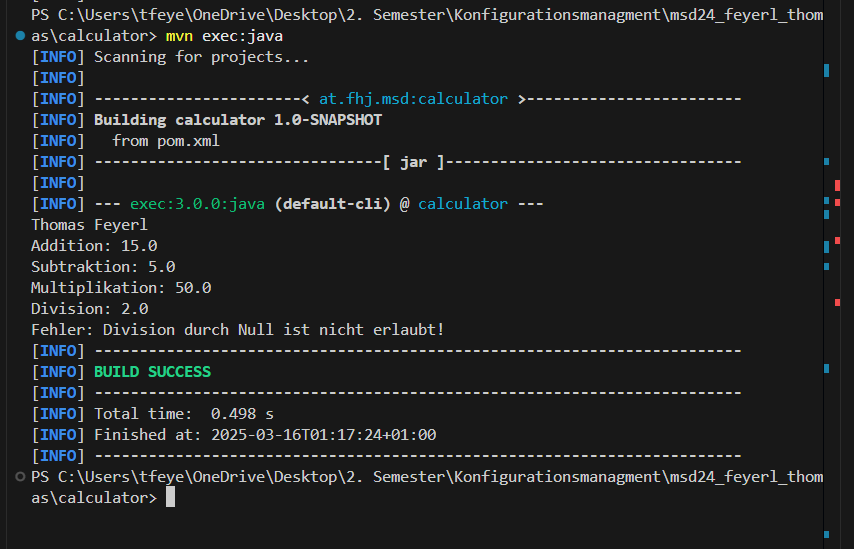 PS C:\Users\tfeye\OneDrive\Desktop\2. Semester\Konfigurationsmanagment\msd24_feyerl_thom
as\calculator> mvn exec:java
[INFO] Scanning for projects...
[INFO]
[INFO] -----------------------< at.fhj.msd:calculator >------------------------
[INFO] Building calculator 1.0-SNAPSHOT
[INFO]   from pom.xml
[INFO] --------------------------------[ jar ]---------------------------------
[INFO]
[INFO] --- exec:3.0.0:java (default-cli) @ calculator ---
Thomas Feyerl
Addition: 15.0
Subtraktion: 5.0
Multiplikation: 50.0
Division: 2.0
Fehler: Division durch Null ist nicht erlaubt!
[INFO] ------------------------------------------------------------------------
[INFO] BUILD SUCCESS
[INFO] ------------------------------------------------------------------------
[INFO] Total time:  0.498 s
[INFO] Finished at: 2025-03-16T01:17:24+01:00
[INFO] ------------------------------------------------------------------------
PS C:\Users\tfeye\OneDrive\Desktop\2. Semester\Konfigurationsmanagment\msd24_feyerl_thom
as\calculator>